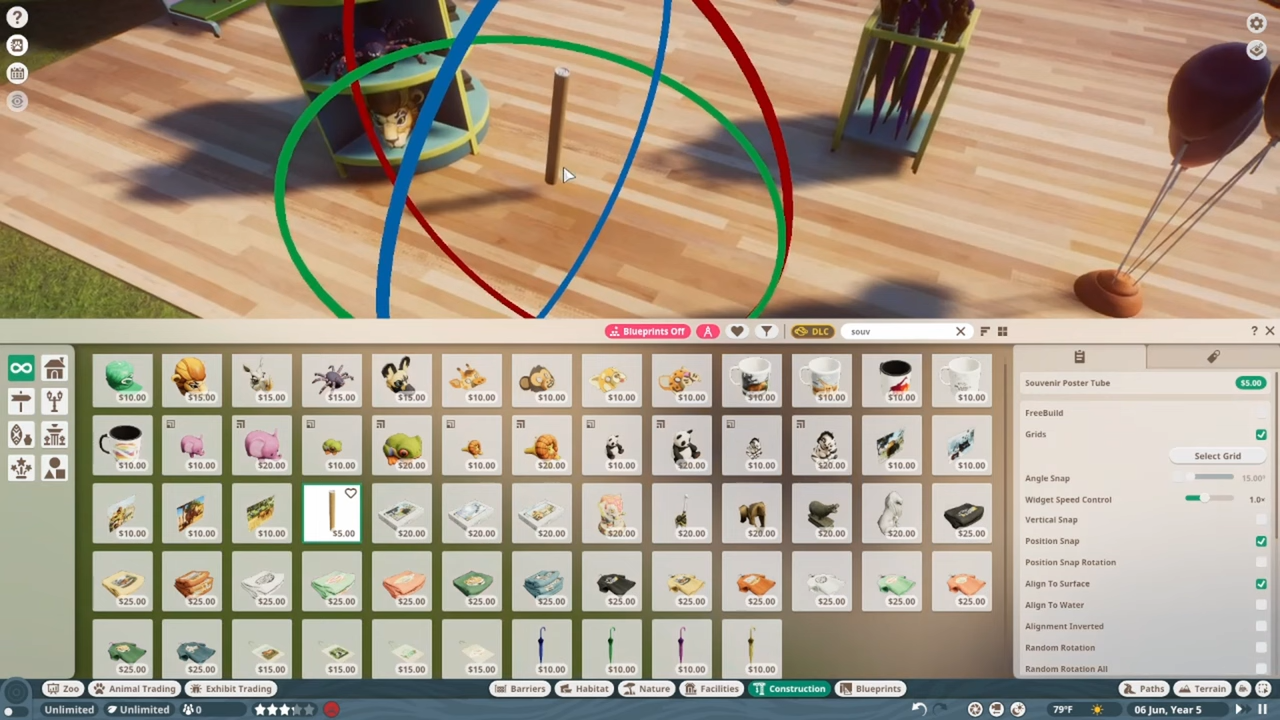 Blueprints Off
DLC
souv
$10.00 $15.00 $15.00 $15.00 $15.00 $10.00 $10.00 $10.00 $10.00 $10.00 $10.00 $10.00 $10.00
$10.00 $10.00 $20.00 $10.00 $20.00 $10.00 $20.00 $10.00 $20.00 $10.00 $20.00 $10.00 $10.00
$10.00 $10.00 $10.00 $5.00 $20.00 $20.00 $20.00 $20.00 $20.00 $20.00 $20.00 $20.00 $25.00
$25.00 $25.00 $25.00 $25.00 $25.00 $25.00 $25.00 $25.00 $25.00 $25.00 $25.00 $25.00 $25.00
$25.00 $25.00 $15.00 $15.00 $15.00 $15.00 $10.00 $10.00 $10.00 $10.00
Souvenir Poster Tube $5.00
FreeBuild
Grids
Select Grid
Angle Snap 15.00°
Widget Speed Control 1.0×
Vertical Snap
Position Snap
Position Snap Rotation
Align To Surface
Align To Water
Alignment Inverted
Random Rotation
Random Rotation All
Zoo Animal Trading Exhibit Trading Barriers Habitat Nature Facilities Construction Blueprints Paths Terrain
Unlimited Unlimited 0 79°F 06 Jun, Year 5